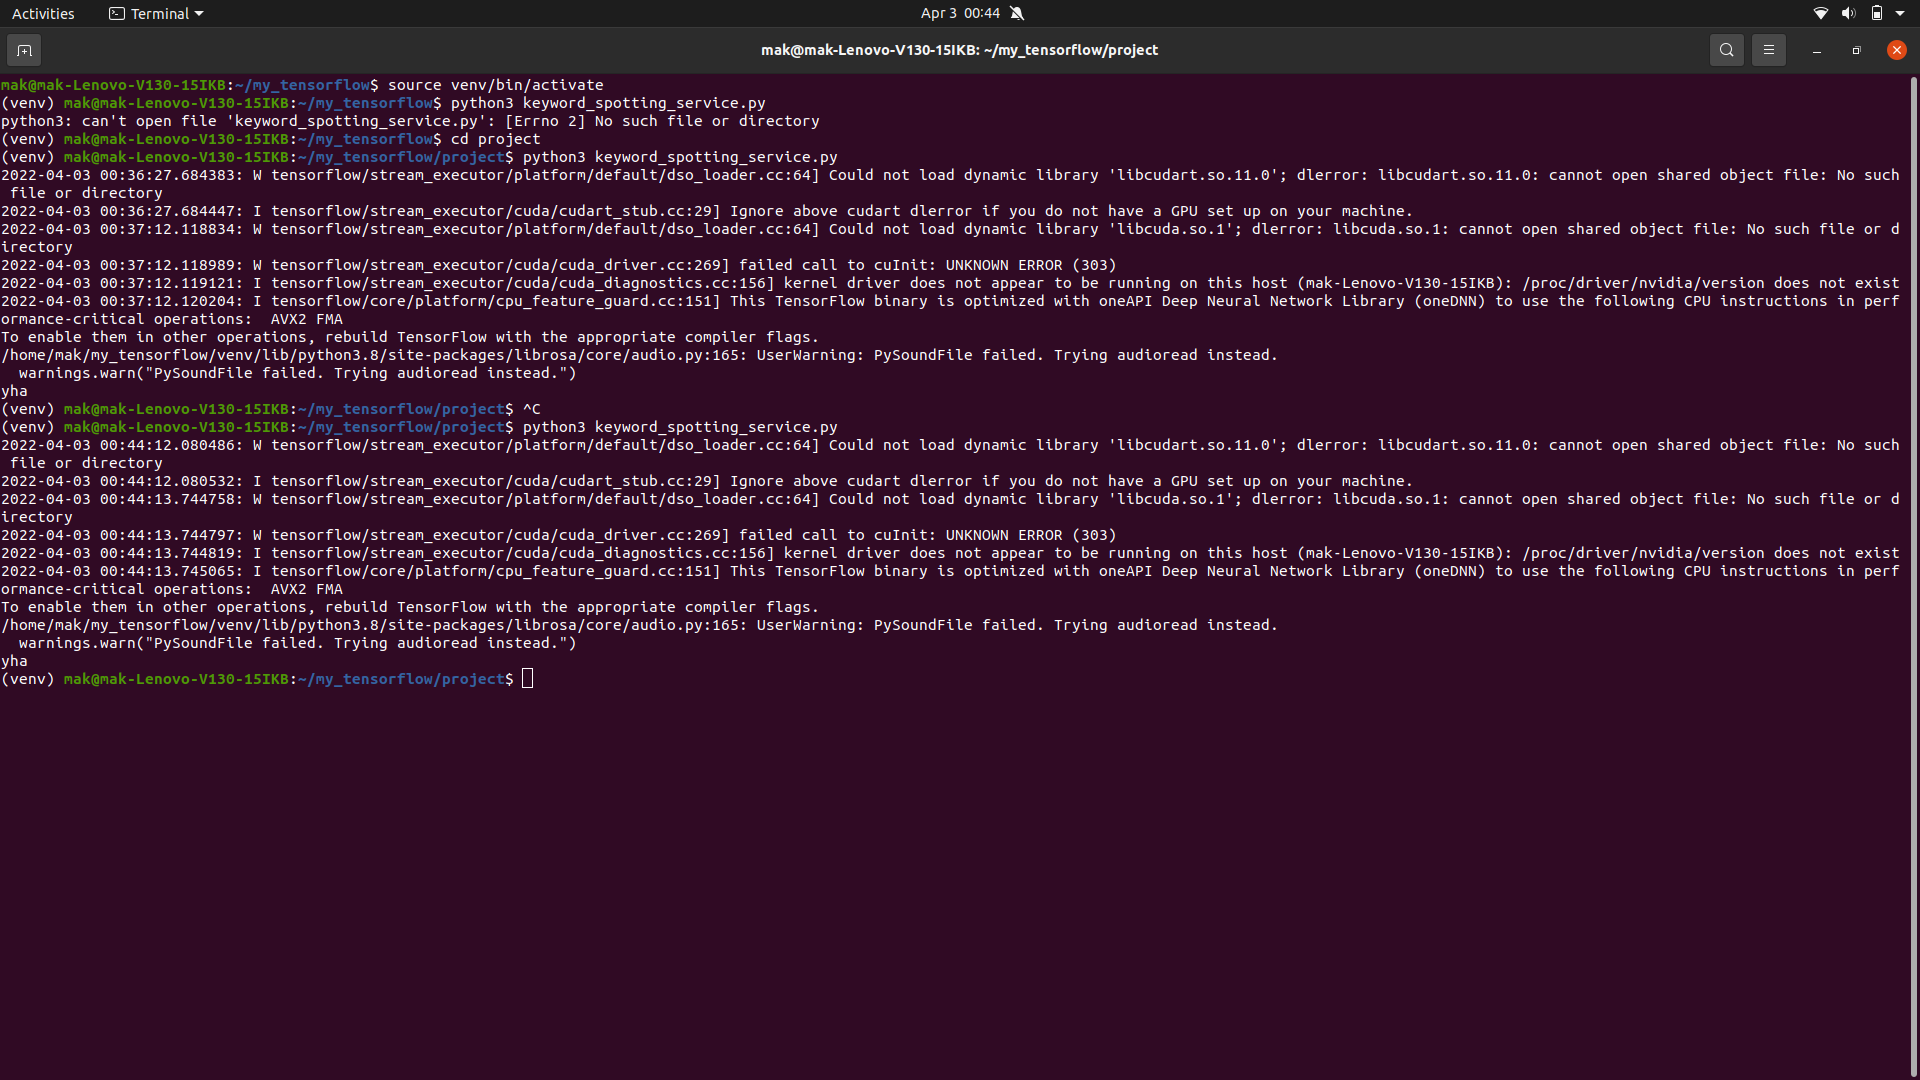 Activities Terminal Apr 3 00:44
mak@mak-Lenovo-V130-15IKB: ~/my_tensorflow/project
mak@mak-Lenovo-V130-15IKB:~/my_tensorflow$ source venv/bin/activate
(venv) mak@mak-Lenovo-V130-15IKB:~/my_tensorflow$ python3 keyword_spotting_service.py
python3: can't open file 'keyword_spotting_service.py': [Errno 2] No such file or directory
(venv) mak@mak-Lenovo-V130-15IKB:~/my_tensorflow$ cd project
(venv) mak@mak-Lenovo-V130-15IKB:~/my_tensorflow/project$ python3 keyword_spotting_service.py
2022-04-03 00:36:27.684383: W tensorflow/stream_executor/platform/default/dso_loader.cc:64] Could not load dynamic library 'libcudart.so.11.0'; dlerror: libcudart.so.11.0: cannot open shared object file: No such
 file or directory
2022-04-03 00:36:27.684447: I tensorflow/stream_executor/cuda/cudart_stub.cc:29] Ignore above cudart dlerror if you do not have a GPU set up on your machine.
2022-04-03 00:37:12.118834: W tensorflow/stream_executor/platform/default/dso_loader.cc:64] Could not load dynamic library 'libcuda.so.1'; dlerror: libcuda.so.1: cannot open shared object file: No such file or d
irectory
2022-04-03 00:37:12.118989: W tensorflow/stream_executor/cuda/cuda_driver.cc:269] failed call to cuInit: UNKNOWN ERROR (303)
2022-04-03 00:37:12.119121: I tensorflow/stream_executor/cuda/cuda_diagnostics.cc:156] kernel driver does not appear to be running on this host (mak-Lenovo-V130-15IKB): /proc/driver/nvidia/version does not exist
2022-04-03 00:37:12.120204: I tensorflow/core/platform/cpu_feature_guard.cc:151] This TensorFlow binary is optimized with oneAPI Deep Neural Network Library (oneDNN) to use the following CPU instructions in perf
ormance-critical operations:  AVX2 FMA
To enable them in other operations, rebuild TensorFlow with the appropriate compiler flags.
/home/mak/my_tensorflow/venv/lib/python3.8/site-packages/librosa/core/audio.py:165: UserWarning: PySoundFile failed. Trying audioread instead.
  warnings.warn("PySoundFile failed. Trying audioread instead.")
yha
(venv) mak@mak-Lenovo-V130-15IKB:~/my_tensorflow/project$ ^C
(venv) mak@mak-Lenovo-V130-15IKB:~/my_tensorflow/project$ python3 keyword_spotting_service.py
2022-04-03 00:44:12.080486: W tensorflow/stream_executor/platform/default/dso_loader.cc:64] Could not load dynamic library 'libcudart.so.11.0'; dlerror: libcudart.so.11.0: cannot open shared object file: No such
 file or directory
2022-04-03 00:44:12.080532: I tensorflow/stream_executor/cuda/cudart_stub.cc:29] Ignore above cudart dlerror if you do not have a GPU set up on your machine.
2022-04-03 00:44:13.744758: W tensorflow/stream_executor/platform/default/dso_loader.cc:64] Could not load dynamic library 'libcuda.so.1'; dlerror: libcuda.so.1: cannot open shared object file: No such file or d
irectory
2022-04-03 00:44:13.744797: W tensorflow/stream_executor/cuda/cuda_driver.cc:269] failed call to cuInit: UNKNOWN ERROR (303)
2022-04-03 00:44:13.744819: I tensorflow/stream_executor/cuda/cuda_diagnostics.cc:156] kernel driver does not appear to be running on this host (mak-Lenovo-V130-15IKB): /proc/driver/nvidia/version does not exist
2022-04-03 00:44:13.745065: I tensorflow/core/platform/cpu_feature_guard.cc:151] This TensorFlow binary is optimized with oneAPI Deep Neural Network Library (oneDNN) to use the following CPU instructions in perf
ormance-critical operations:  AVX2 FMA
To enable them in other operations, rebuild TensorFlow with the appropriate compiler flags.
/home/mak/my_tensorflow/venv/lib/python3.8/site-packages/librosa/core/audio.py:165: UserWarning: PySoundFile failed. Trying audioread instead.
  warnings.warn("PySoundFile failed. Trying audioread instead.")
yha
(venv) mak@mak-Lenovo-V130-15IKB:~/my_tensorflow/project$